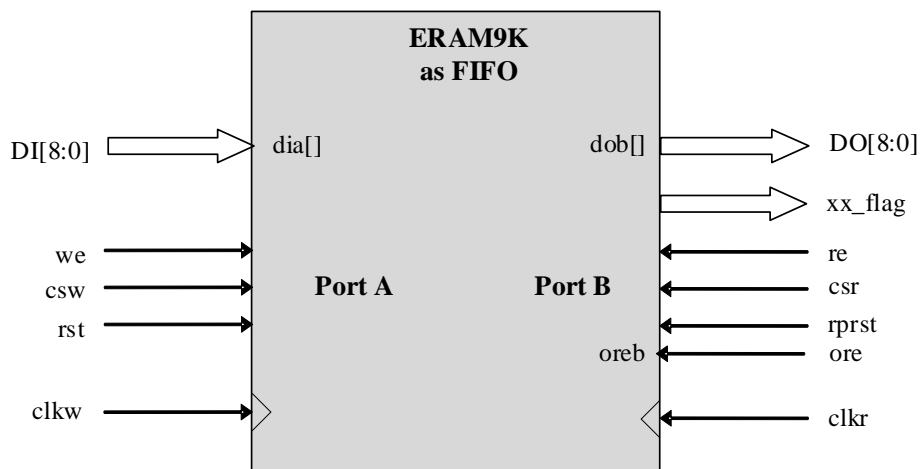 ERAM9K
as FIFO
DI[8:0] dia[] dob[] DO[8:0]
xx_flag
we re
csw Port A Port B csr
rst rprst
oreb ore
clkw clkr